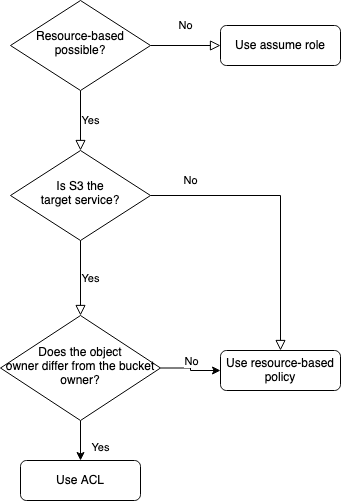 Resource-based
possible?
No
Use assume role
Yes
Is S3 the
target service?
No
Yes
Does the object
owner differ from the bucket
owner?
No
Use resource-based
policy
Yes
Use ACL